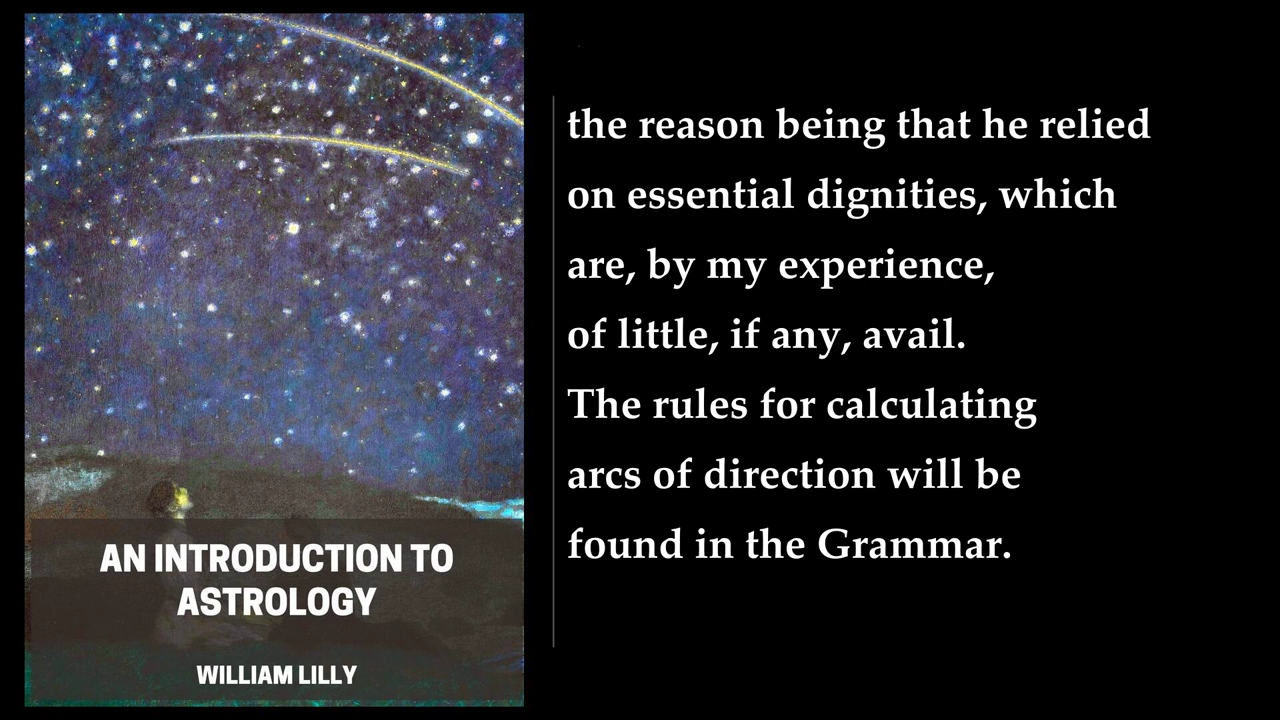 AN INTRODUCTION TO
ASTROLOGY
WILLIAM LILLY
the reason being that he relied
on essential dignities, which
are, by my experience,
of little, if any, avail.
The rules for calculating
arcs of direction will be
found in the Grammar.